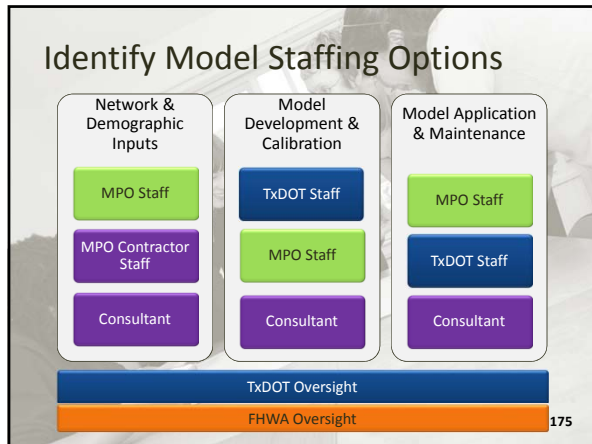 Identify Model Staffing Options
Network &
Demographic
Inputs
MPO Staff
MPO Contractor
Staff
Consultant
Model
Development &
Calibration
TxDOT Staff
MPO Staff
Consultant
Model Application
& Maintenance
MPO Staff
TxDOT Staff
Consultant
TxDOT Oversight
FHWA Oversight
175